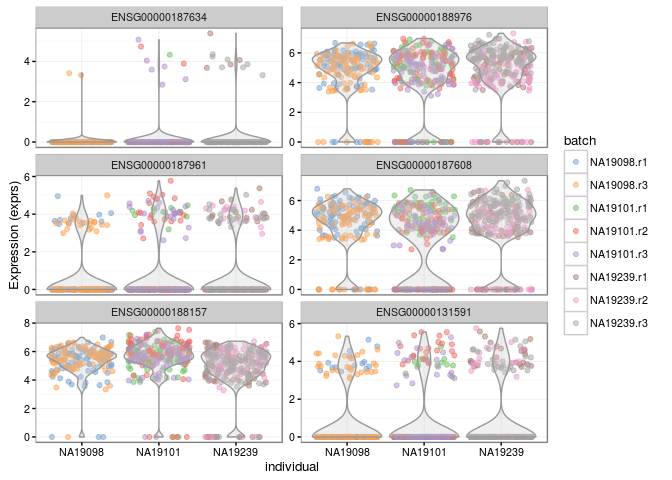 ENSG00000187634
ENSG00000188976
4
2
0
6
4
2
0
ENSG00000187961
ENSG00000187608
6
4
2
0
6
4
2
0
ENSG00000188157
ENSG00000131591
8
6
4
2
0
6
4
2
0
NA19098
NA19101
NA19239
NA19098
NA19101
NA19239
individual
Expression (exprs)
batch
NA19098.r1
NA19098.r3
NA19101.r1
NA19101.r2
NA19101.r3
NA19239.r1
NA19239.r2
NA19239.r3